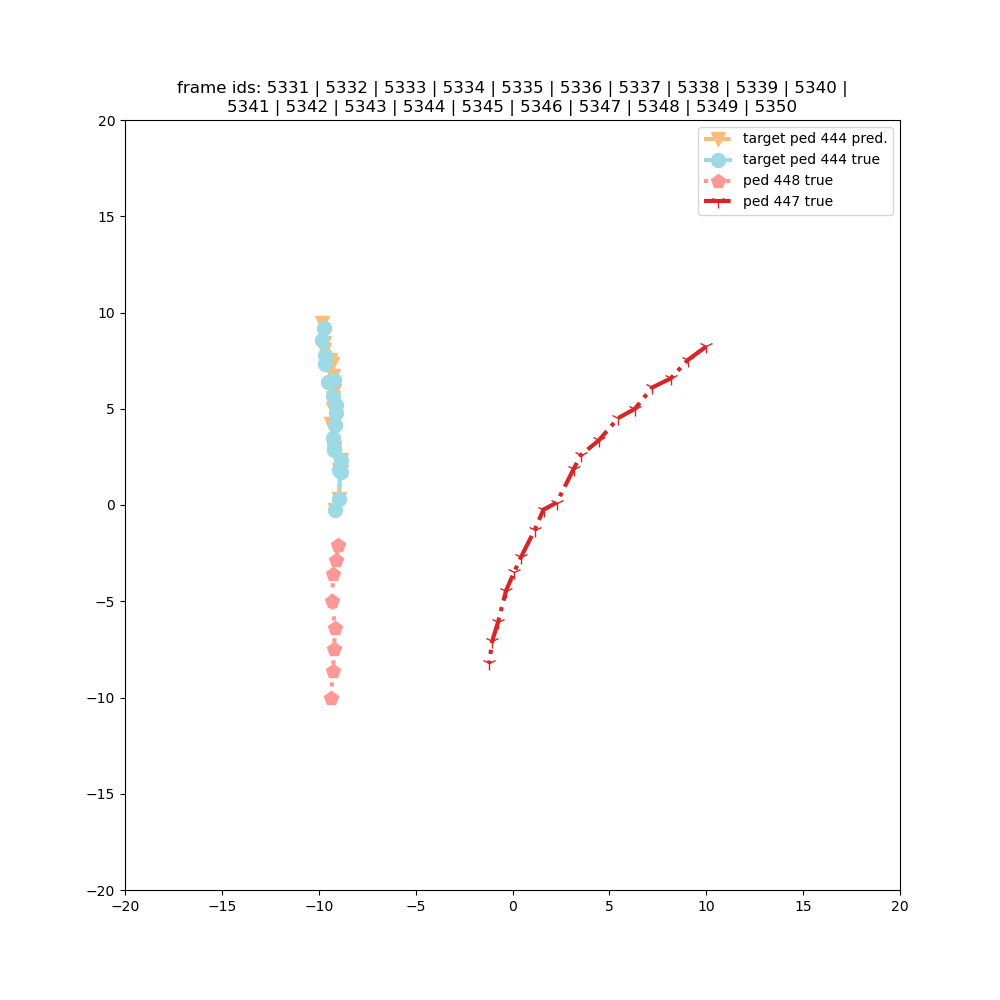 frame ids: 5331 | 5332 | 5333 | 5334 | 5335 | 5336 | 5337 | 5338 | 5339 | 5340 |
5341 | 5342 | 5343 | 5344 | 5345 | 5346 | 5347 | 5348 | 5349 | 5350
target ped 444 pred.
target ped 444 true
ped 448 true
ped 447 true
20
15
10
5
0
−5
−10
−15
−20
−20 −15 −10 −5 0 5 10 15 20